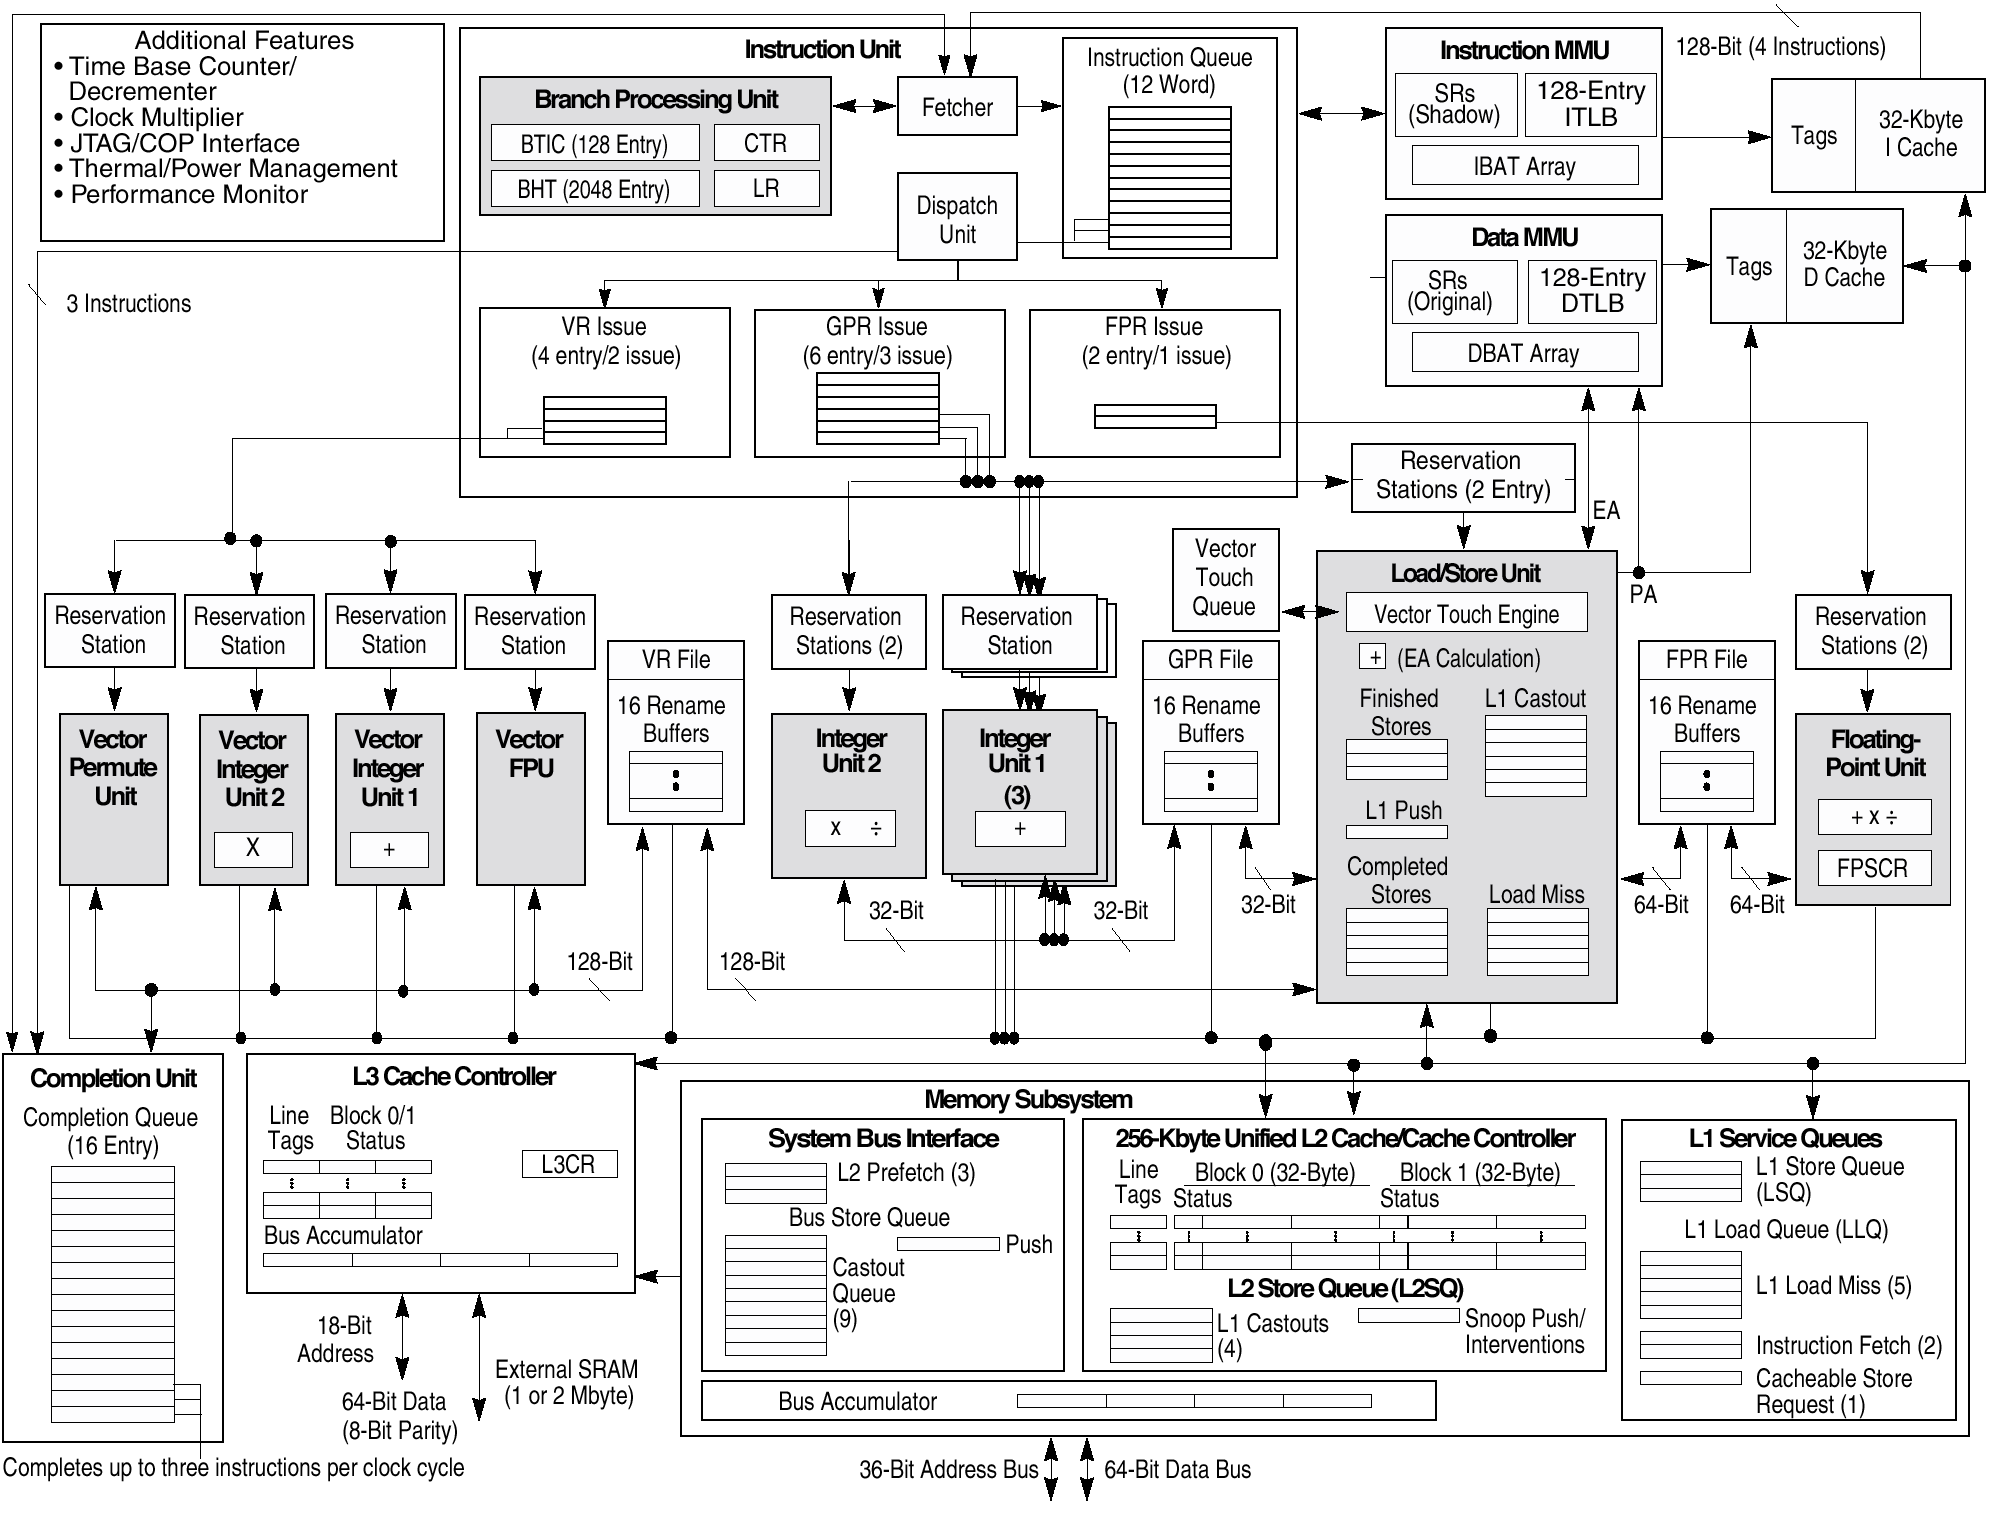 Additional Features
• Time Base Counter/
Decrementer
• Clock Multiplier
• JTAG/COP Interface
• Thermal/Power Management
• Performance Monitor
3 Instructions
Instruction Unit
Branch Processing Unit
BTIC (128 Entry)
CTR
BHT (2048 Entry)
LR
Fetcher
Dispatch
Unit
Instruction Queue
(12 Word)
VR Issue
(4 entry/2 issue)
GPR Issue
(6 entry/3 issue)
FPR Issue
(2 entry/1 issue)
Instruction MMU
SRs
(Shadow)
128-Entry
ITLB
IBAT Array
128-Bit (4 Instructions)
Tags
32-Kbyte
I Cache
Data MMU
SRs
(Original)
128-Entry
DTLB
DBAT Array
Tags
32-Kbyte
D Cache
Reservation
Stations (2 Entry)
EA
PA
Reservation
Station
Reservation
Station
Reservation
Station
Reservation
Station
Vector
Permute
Unit
Vector
Integer
Unit 2
X
Vector
Integer
Unit 1
+
Vector
FPU
VR File
16 Rename
Buffers
Reservation
Stations (2)
Integer
Unit 2
x ÷
Reservation
Station
Integer
Unit 1
(3)
+
Vector
Touch
Queue
GPR File
16 Rename
Buffers
Load/Store Unit
Vector Touch Engine
+ (EA Calculation)
Finished
Stores
L1 Castout
L1 Push
Completed
Stores
Load Miss
FPR File
16 Rename
Buffers
Reservation
Stations (2)
Floating-
Point Unit
+ x ÷
FPSCR
128-Bit
128-Bit
32-Bit
32-Bit
32-Bit
64-Bit
64-Bit
Completion Unit
Completion Queue
(16 Entry)
Completes up to three instructions per clock cycle
L3 Cache Controller
Line
Tags
Block 0/1
Status
L3CR
Bus Accumulator
18-Bit
Address
64-Bit Data
(8-Bit Parity)
External SRAM
(1 or 2 Mbyte)
Memory Subsystem
System Bus Interface
L2 Prefetch (3)
Bus Store Queue
Push
Castout
Queue
(9)
256-Kbyte Unified L2 Cache/Cache Controller
Line
Tags
Block 0 (32-Byte)
Status
Block 1 (32-Byte)
Status
L2 Store Queue (L2SQ)
L1 Castouts
(4)
Snoop Push/
Interventions
L1 Service Queues
L1 Store Queue
(LSQ)
L1 Load Queue (LLQ)
L1 Load Miss (5)
Instruction Fetch (2)
Cacheable Store
Request (1)
Bus Accumulator
36-Bit Address Bus
64-Bit Data Bus